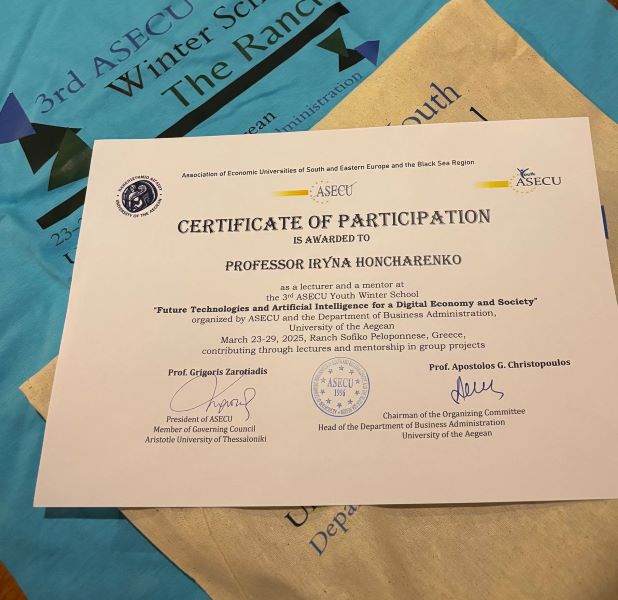 3rd ASECU
Winter
The Ranch
ministration
Association of Economic Universities of South and Eastern Europe and the Black Sea Region
UNIVERSITY OF THE AEGEAN
ASECU
Youth
ASECU
CERTIFICATE OF PARTICIPATION
IS AWARDED TO
PROFESSOR IRYNA HONCHARENKO
as a lecturer and a mentor at
the 3rd ASECU Youth Winter School
"Future Technologies and Artificial Intelligence for a Digital Economy and Society"
organized by ASECU and the Department of Business Administration,
University of the Aegean
March 23-29, 2025, Ranch Sofiko Peloponnese, Greece,
contributing through lectures and mentorship in group projects
Prof. Grigoris Zarotiadis
President of ASECU
Member of Governing Council
Aristotle University of Thessaloniki
ASECU
1996
Prof. Apostolos G. Christopoulos
Chairman of the Organizing Committee
Head of the Department of Business Administration
University of the Aegean